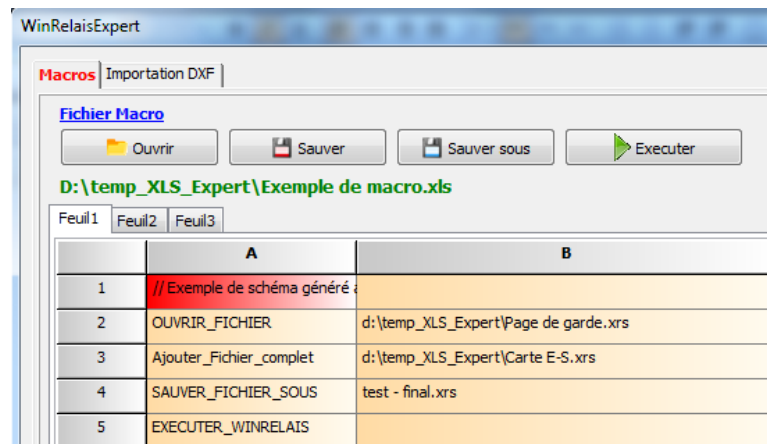 WinRelaisExpert
Macros Importation DXF
Fichier Macro
Ouvrir Sauver Sauver sous Executer
D:\temp_XLS_Expert\Exemple de macro.xls
Feuil1 Feuil2 Feuil3
A B
1 // Exemple de schéma généré
2 OUVRIR_FICHIER d:\temp_XLS_Expert\Page de garde.xrs
3 Ajouter_Fichier_complet d:\temp_XLS_Expert\Carte E-S.xrs
4 SAUVER_FICHIER_SOUS test - final.xrs
5 EXECUTER_WINRELAIS